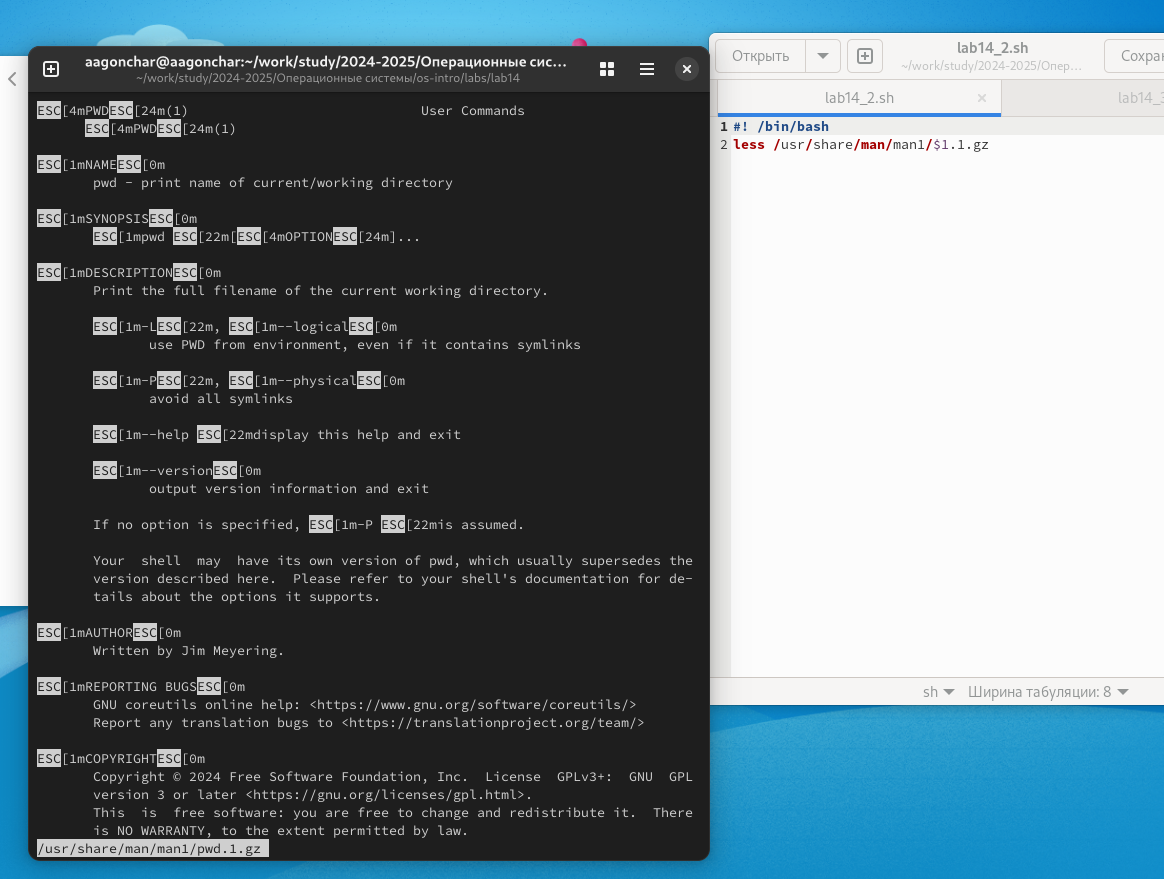 aagonchar@aagonchar:~/work/study/2024-2025/Операционные сис...
~/work/study/2024-2025/Операционные системы/os-intro/labs/lab14
ESC[4mPWDESC[24m(1) User Commands
ESC[4mPWDESC[24m(1)
ESC[1mNAMEESC[0m
pwd - print name of current/working directory
ESC[1mSYNOPSISESC[0m
ESC[1mpwd ESC[22m[ESC[4mOPTIONESC[24m]...
ESC[1mDESCRIPTIONESC[0m
Print the full filename of the current working directory.
ESC[1m-LESC[22m, ESC[1m--logicalESC[0m
use PWD from environment, even if it contains symlinks
ESC[1m-PESC[22m, ESC[1m--physicalESC[0m
avoid all symlinks
ESC[1m--help ESC[22mdisplay this help and exit
ESC[1m--versionESC[0m
output version information and exit
If no option is specified, ESC[1m-P ESC[22mis assumed.
Your shell may have its own version of pwd, which usually supersedes the
version described here. Please refer to your shell's documentation for de-
tails about the options it supports.
ESC[1mAUTHORESC[0m
Written by Jim Meyering.
ESC[1mREPORTING BUGSESC[0m
GNU coreutils online help: <https://www.gnu.org/software/coreutils/>
Report any translation bugs to <https://translationproject.org/team/>
ESC[1mCOPYRIGHTESC[0m
Copyright © 2024 Free Software Foundation, Inc. License GPLv3+: GNU GPL
version 3 or later <https://gnu.org/licenses/gpl.html>.
This is free software: you are free to change and redistribute it. There
is NO WARRANTY, to the extent permitted by law.
/usr/share/man/man1/pwd.1.gz
Открыть
lab14_2.sh
~/work/study/2024-2025/Опер...
Сохран
lab14_2.sh
lab14_3
1 #! /bin/bash
2 less /usr/share/man/man1/$1.1.gz
sh
Ширина табуляции: 8